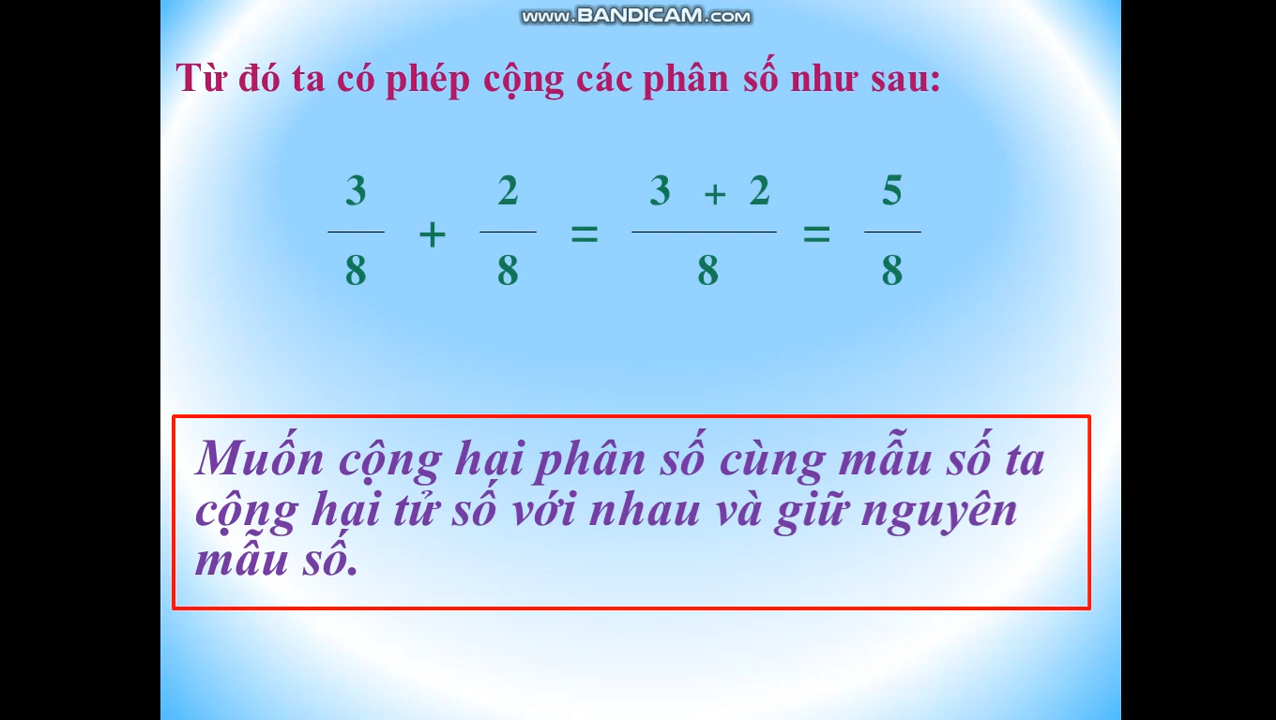 www.BANDICAM.com
Từ đó ta có phép cộng các phân số như sau:
3/8 + 2/8 = (3 + 2)/8 = 5/8
Muốn cộng hai phân số cùng mẫu số ta
cộng hai tử số với nhau và giữ nguyên
mẫu số.